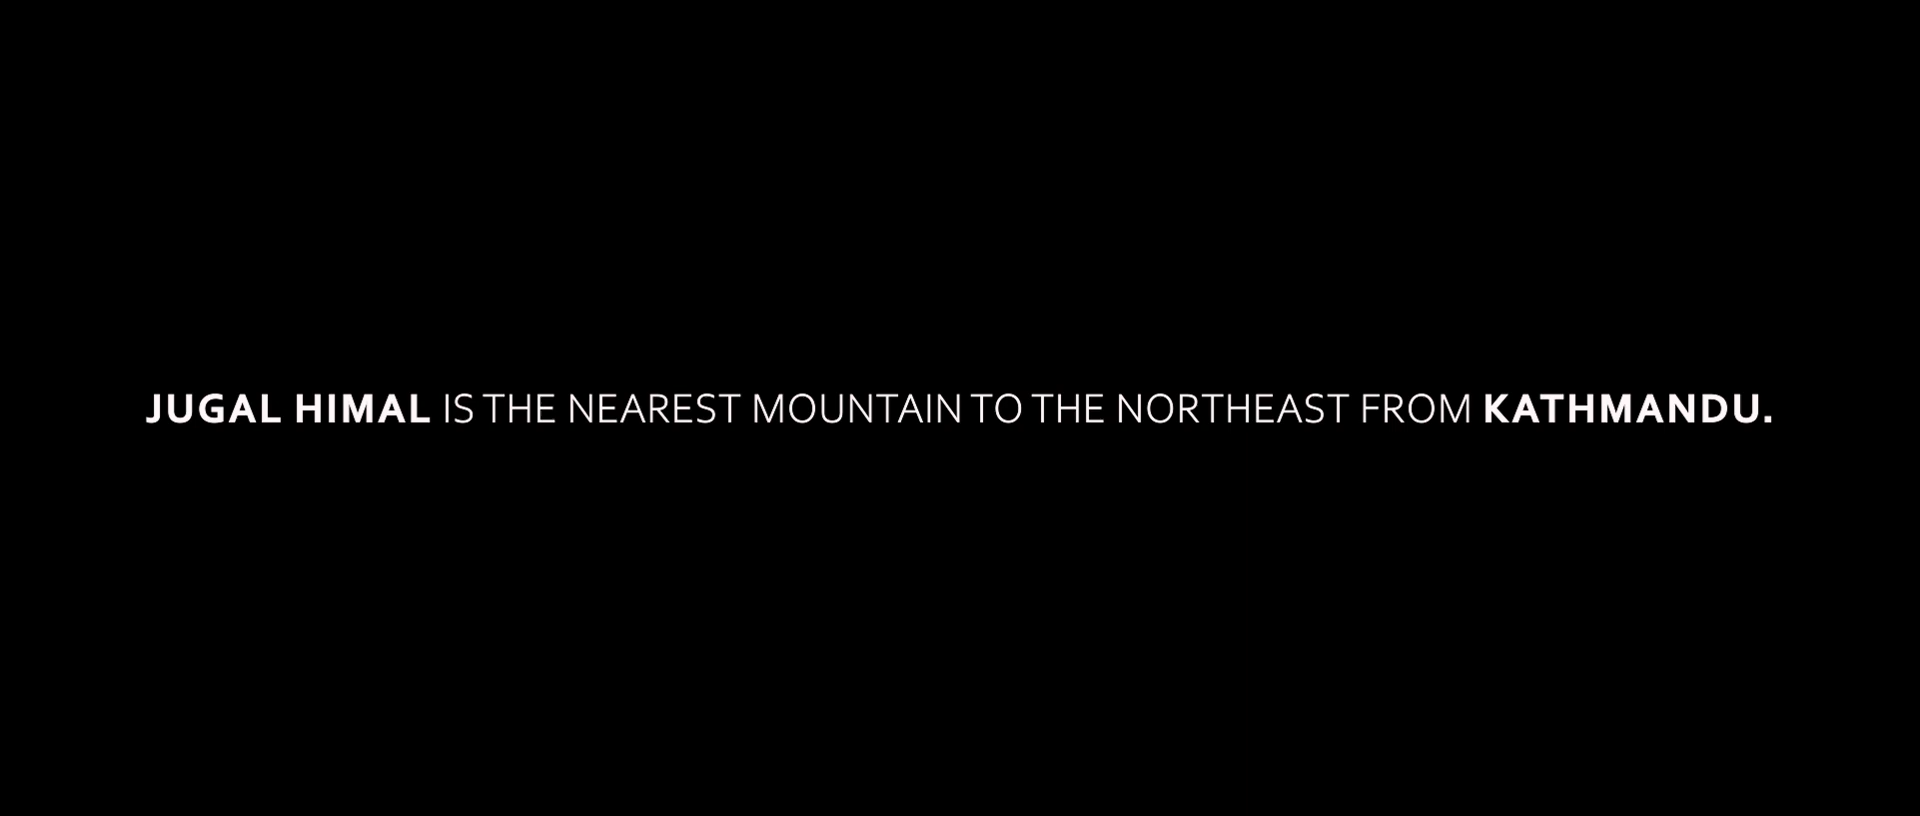 JUGAL HIMAL IS THE NEAREST MOUNTAIN TO THE NORTHEAST FROM KATHMANDU.